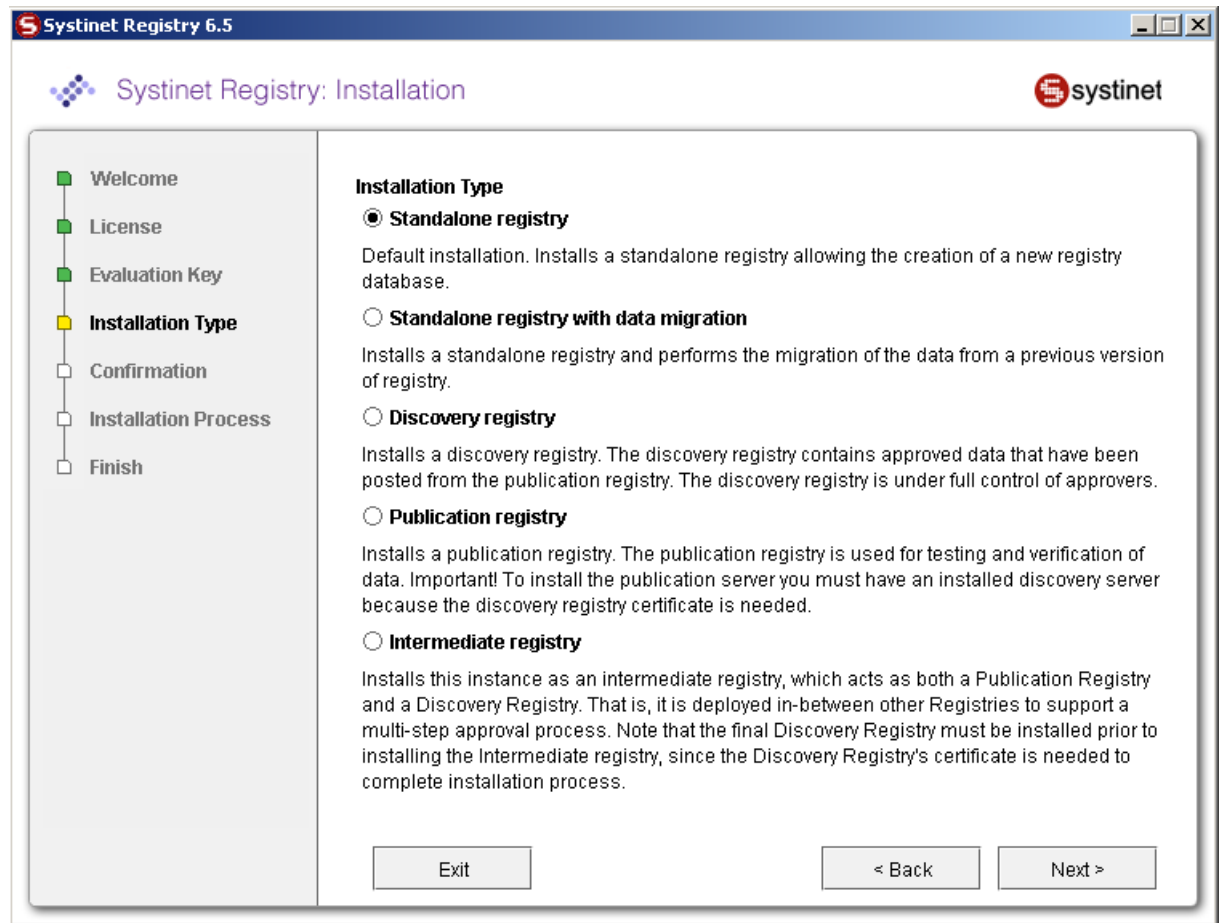 Systinet Registry 6.5
Systinet Registry: Installation
systinet
Welcome
License
Evaluation Key
Installation Type
Confirmation
Installation Process
Finish
Installation Type
Standalone registry
Default installation. Installs a standalone registry allowing the creation of a new registry
database.
Standalone registry with data migration
Installs a standalone registry and performs the migration of the data from a previous version
of registry.
Discovery registry
Installs a discovery registry. The discovery registry contains approved data that have been
posted from the publication registry. The discovery registry is under full control of approvers.
Publication registry
Installs a publication registry. The publication registry is used for testing and verification of
data. Important! To install the publication server you must have an installed discovery server
because the discovery registry certificate is needed.
Intermediate registry
Installs this instance as an intermediate registry, which acts as both a Publication Registry
and a Discovery Registry. That is, it is deployed in-between other Registries to support a
multi-step approval process. Note that the final Discovery Registry must be installed prior to
installing the Intermediate registry, since the Discovery Registry's certificate is needed to
complete installation process.
Exit
< Back
Next >